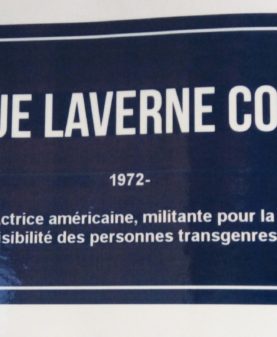 UE LAVERNE CO
1972-
ctrice américaine, militante pour la
isibilité des personnes transgenres